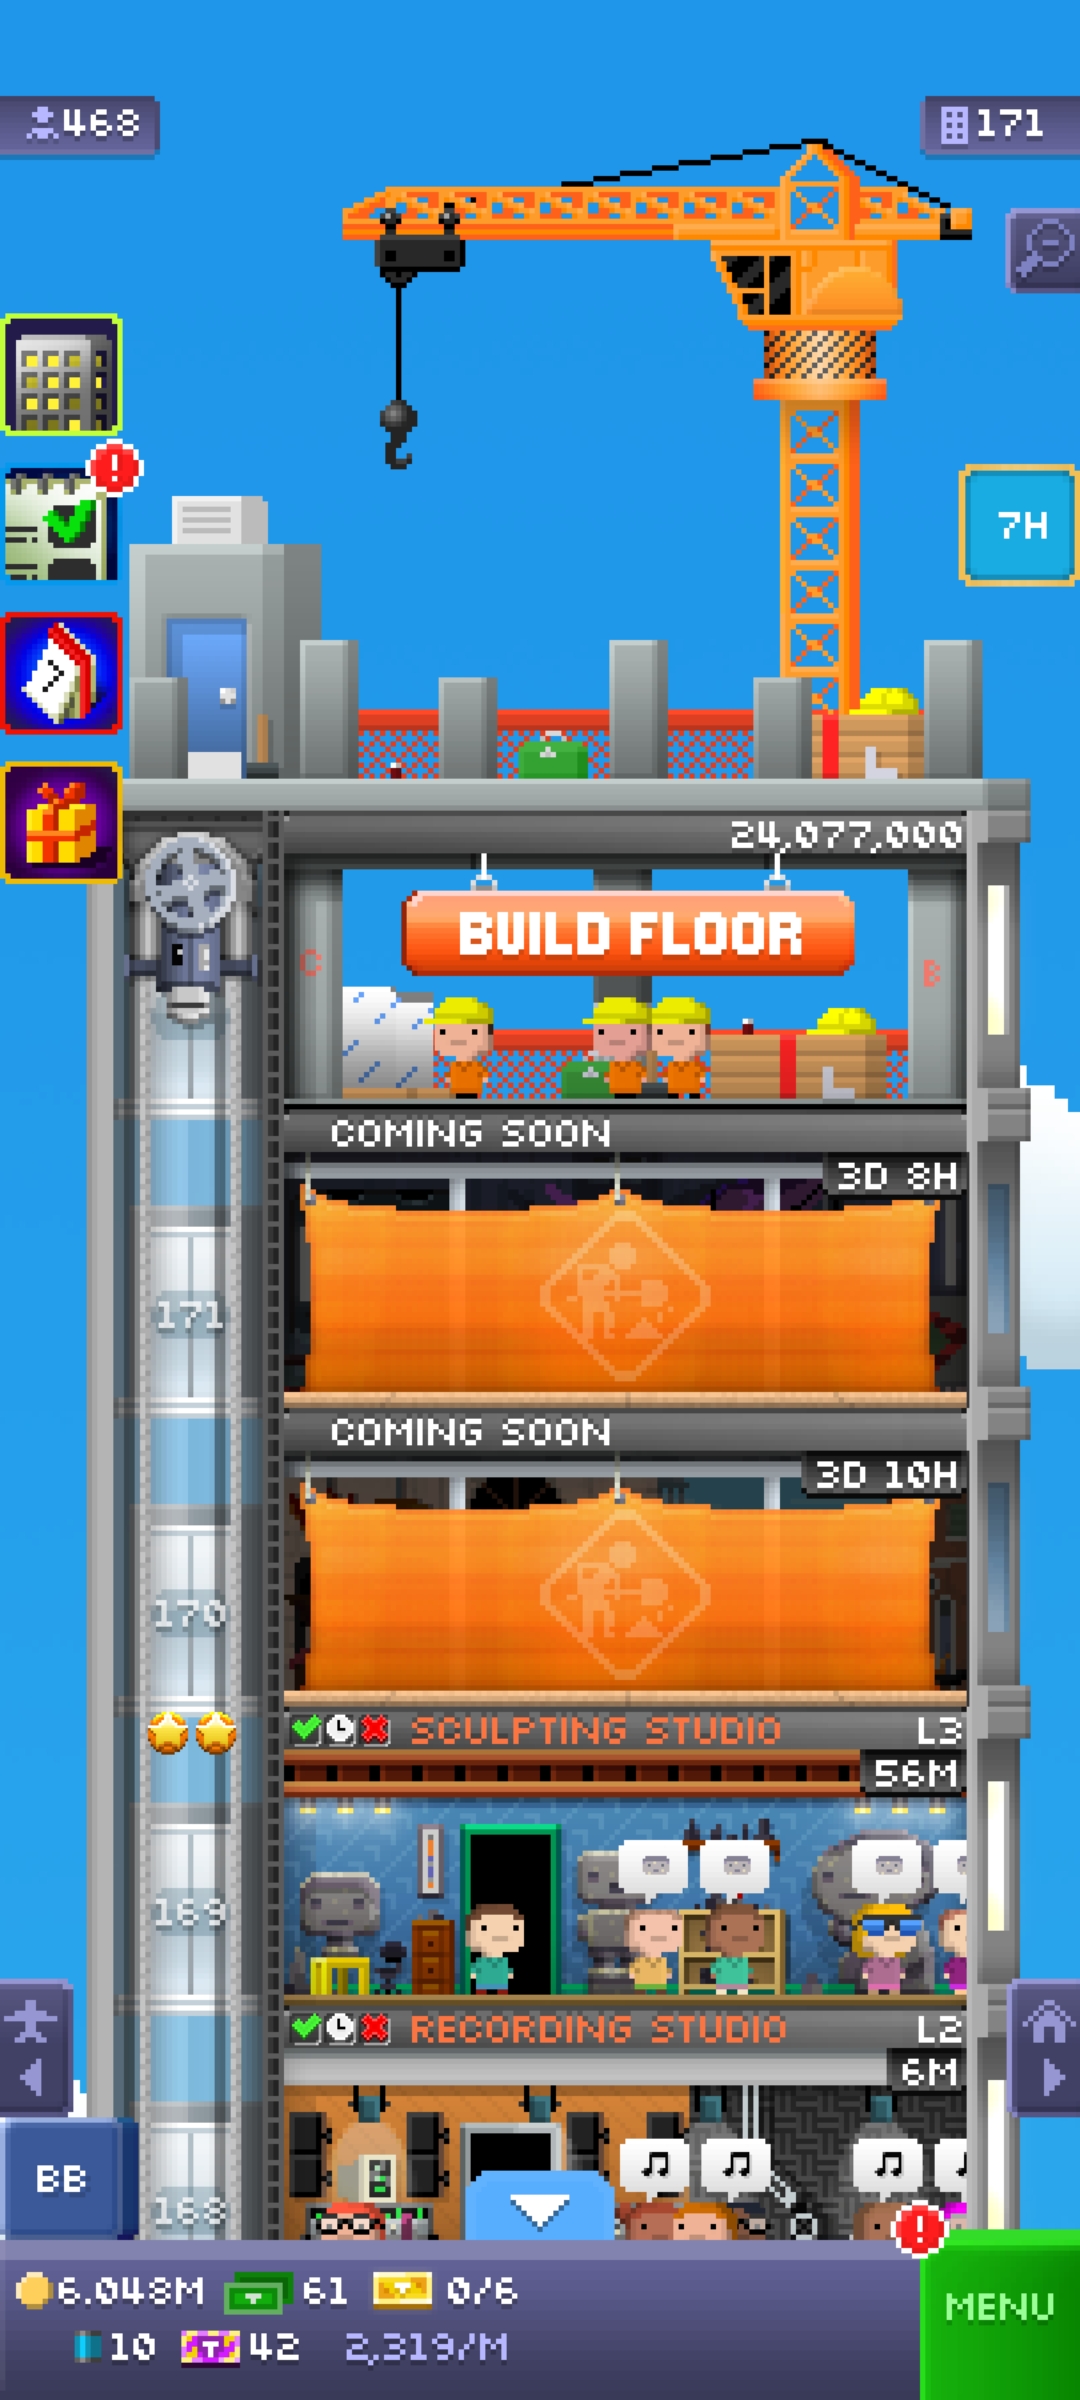 468
171
7H
24,077,000
BUILD FLOOR
C
B
COMING SOON
3D 8H
171
COMING SOON
3D 10H
170
SCULPTING STUDIO L3
56M
169
RECORDING STUDIO L2
6M
BB
168
6.048M 61 0/6
MENU
10 T 42 2,319/M